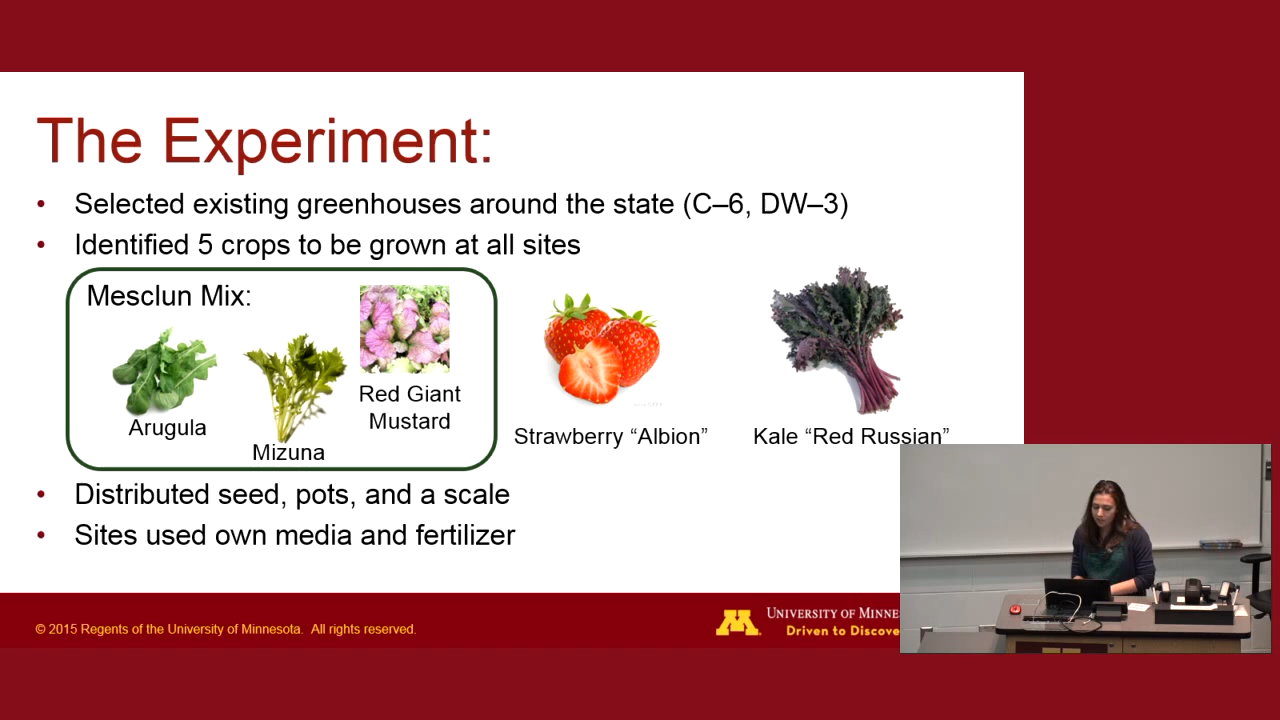 The Experiment:
• Selected existing greenhouses around the state (C–6, DW–3)
• Identified 5 crops to be grown at all sites
Mesclun Mix:
Arugula
Mizuna
Red Giant
Mustard
Strawberry “Albion”
Kale “Red Russian”
• Distributed seed, pots, and a scale
• Sites used own media and fertilizer
© 2015 Regents of the University of Minnesota. All rights reserved.
M
UNIVERSITY OF MINNE
Driven to Discove